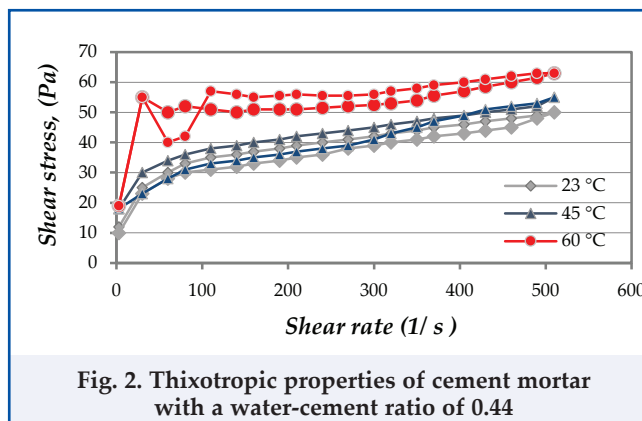 Shear stress, (Pa)
70
60
50
40
30
20
10
0
0 100 200 300 400 500 600
23 °C
45 °C
60 °C
Shear rate (1/ s )
Fig. 2. Thixotropic properties of cement mortar
with a water-cement ratio of 0.44